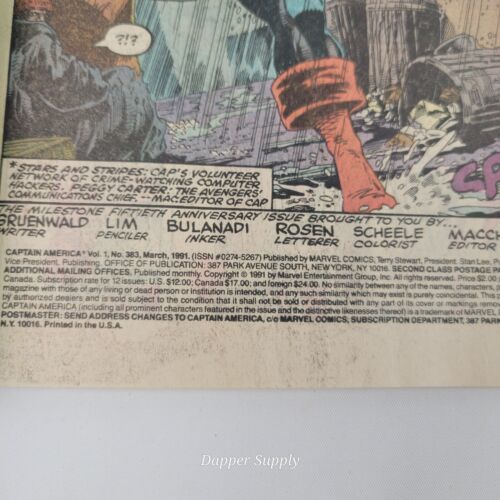 ?!?
*STARS AND STRIPES: CAP'S VOLUNTEER
NETWORK OF CRIME-WATCHING COMPUTER
HACKERS. PEGGY CARTER: THE AVENGERS'
COMMUNICATIONS CHIEF. -- MAC, EDITOR OF CAP
THE MILESTONE FIFTIETH ANNIVERSARY ISSUE BROUGHT TO YOU BY...
GRUENWALD LIM BULANADI ROSEN SCHEELE MACCH
WRITER PENCILER INKER LETTERER COLORIST EDITOR
CAPTAIN AMERICA® Vol. 1, No. 383, March, 1991. (ISSN #0274-5267) Published by MARVEL COMICS, Terry Stewart, President. Stan Lee,
Vice President, Publishing. OFFICE OF PUBLICATION: 387 PARK AVENUE SOUTH, NEW YORK, NY 10016. SECOND CLASS POSTAGE
ADDITIONAL MAILING OFFICES. Published monthly. Copyright © 1991 by Marvel Entertainment Group, Inc. All rights reserved. Price $2.00
Canada. Subscription rate for 12 issues: U.S. $12.00; Canada $17.00; and foreign $24.00. No similarity between any of the names, characters,
magazine with those of any living or dead person or institution is intended, and any such similarity which may exist is purely coincidental. The
by authorized dealers and is sold subject to the condition that it shall not be sold or distributed with any part of its cover or markings removed
CAPTAIN AMERICA (including all prominent characters featured in the issue and the distinctive likenesses thereof) is a trademark of MARVEL
POSTMASTER: SEND ADDRESS CHANGES TO CAPTAIN AMERICA, c/o MARVEL COMICS, SUBSCRIPTION DEPARTMENT, 387 PARK
N.Y. 10016. Printed in the U.S.A.
Dapper Supply